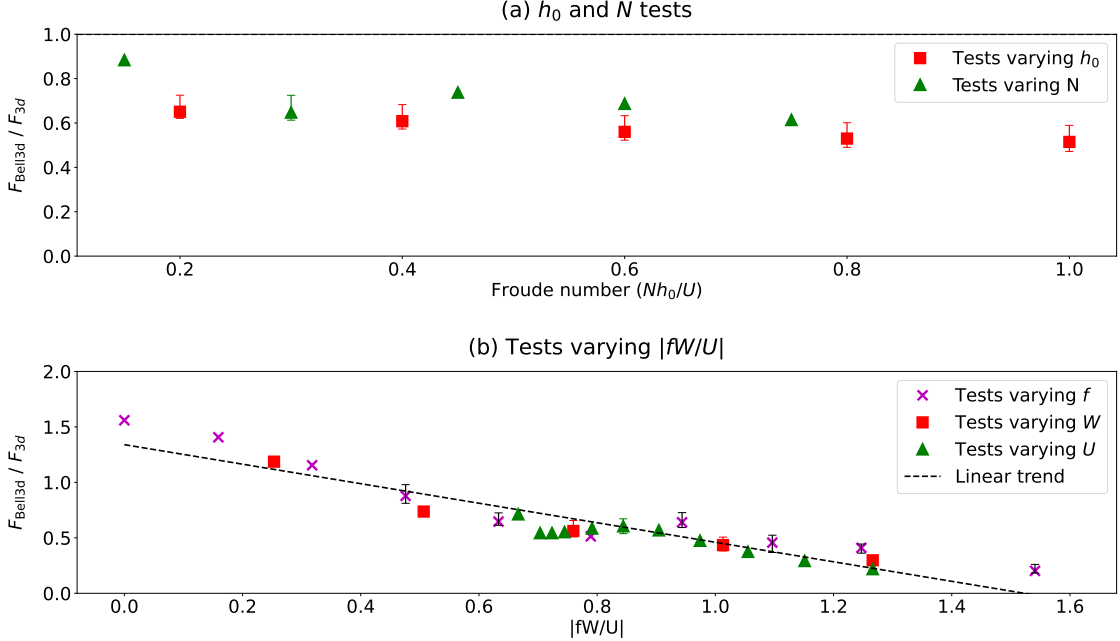 (a) h₀ and N tests
1.0
0.8
0.6
0.4
0.2
0.0
F_Bell3d / F_3d
Tests varying h₀
Tests varing N
0.2 0.4 0.6 0.8 1.0
Froude number (Nh₀/U)
(b) Tests varying |fW/U|
2.0
1.5
1.0
0.5
0.0
F_Bell3d / F_3d
Tests varying f
Tests varying W
Tests varying U
Linear trend
0.0 0.2 0.4 0.6 0.8 1.0 1.2 1.4 1.6
|fW/U|